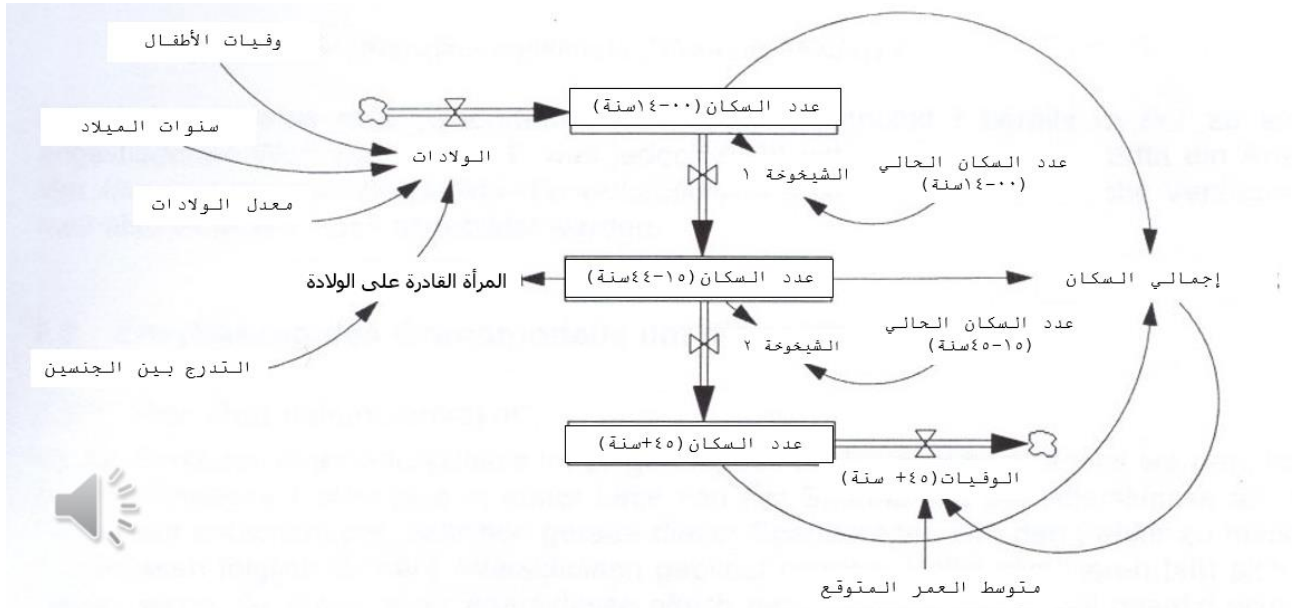 وفيات الأطفال
عدد السكان (٠٠-١٤سنة)
سنوات الميلاد
الولادات
الشيخوخة ١
عدد السكان الحالي
(٠٠-١٤سنة)
معدل الولادات
المرأة القادرة على الولادة
عدد السكان (١٥-٤٤سنة)
إجمالي السكان
الشيخوخة ٢
عدد السكان الحالي
(١٥-٤٥سنة)
التدرج بين الجنسين
عدد السكان (٤٥+سنة)
الوفيات (٤٥+ سنة)
متوسط العمر المتوقع